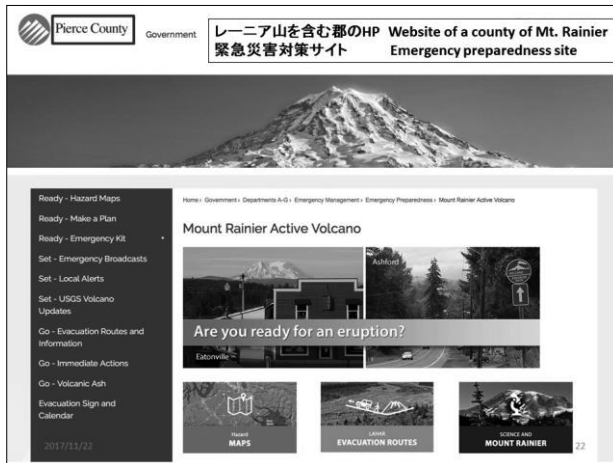 Pierce County
Government
レーニア山を含む郡のHP Website of a county of Mt. Rainier
緊急災害対策サイト Emergency preparedness site
Ready - Hazard Maps
Ready - Make a Plan
Ready - Emergency Kit
Set - Emergency Broadcasts
Set - Local Alerts
Set - USGS Volcano
Updates
Go - Evacuation Routes and
Information
Go - Immediate Actions
Go - Volcanic Ash
Evacuation Sign and
Calendar
2017/11/22
Home › Government › Departments A-G › Emergency Management › Emergency Preparedness › Mount Rainier Active Volcano
Mount Rainier Active Volcano
Ashford
Are you ready for an eruption?
Eatonville
Hazard
MAPS
LAHAR
EVACUATION ROUTES
SCIENCE AND
MOUNT RAINIER
22